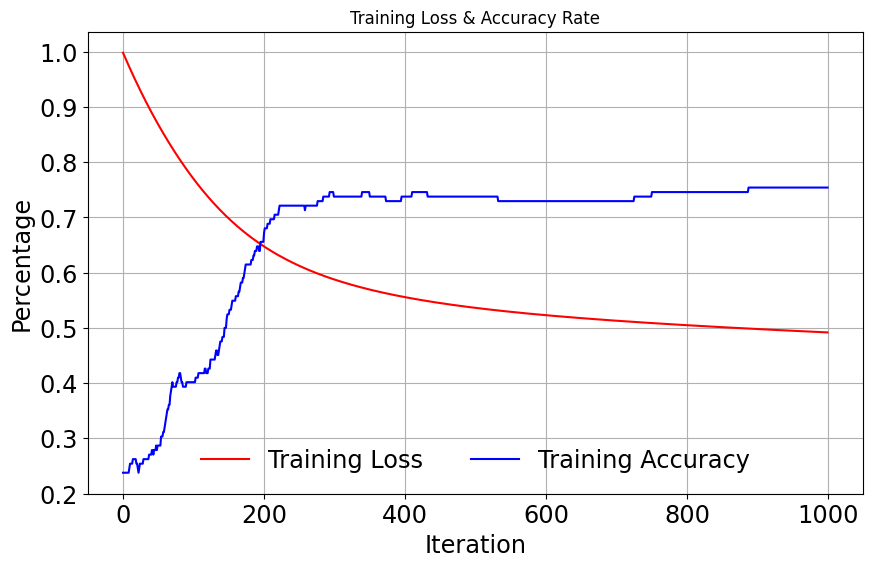 Training Loss & Accuracy Rate
1.0
0.9
0.8
0.7
0.6
0.5
0.4
0.3
0.2
Percentage
Training Loss
Training Accuracy
0 200 400 600 800 1000
Iteration